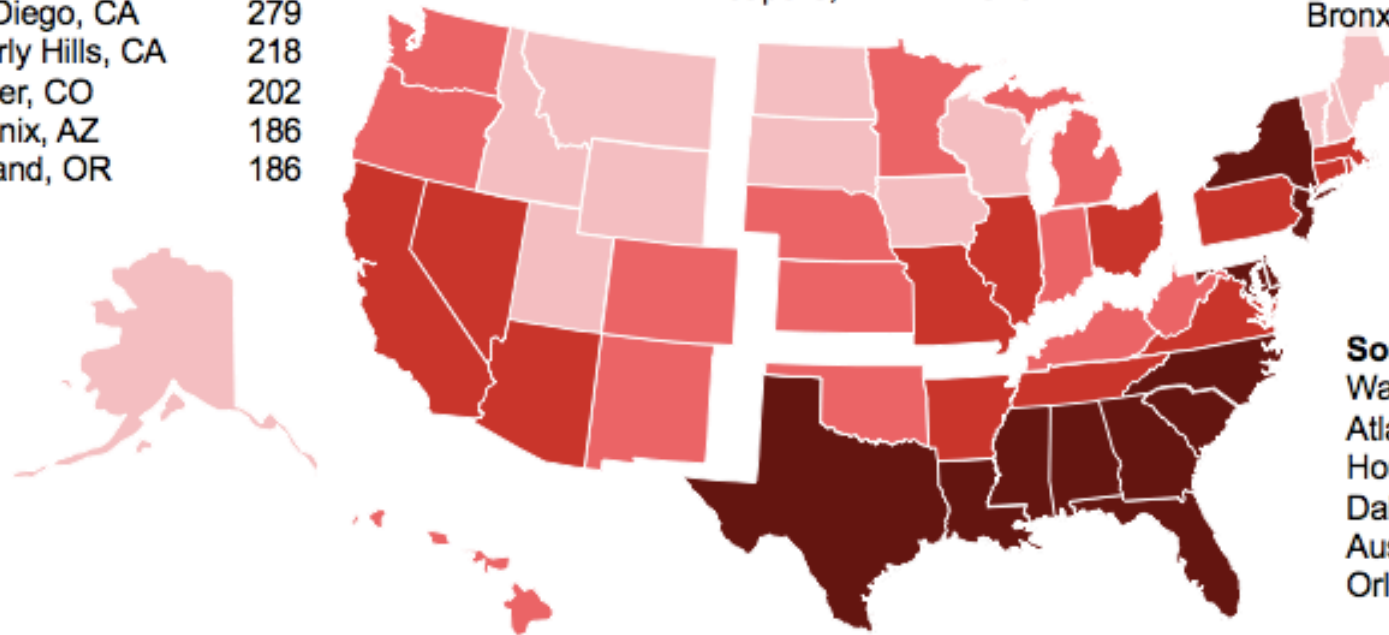 Diego, CA 279
rly Hills, CA 218
er, CO 202
nix, AZ 186
and, OR 186
Bronx
So
Wa
Atla
Ho
Da
Aus
Orl